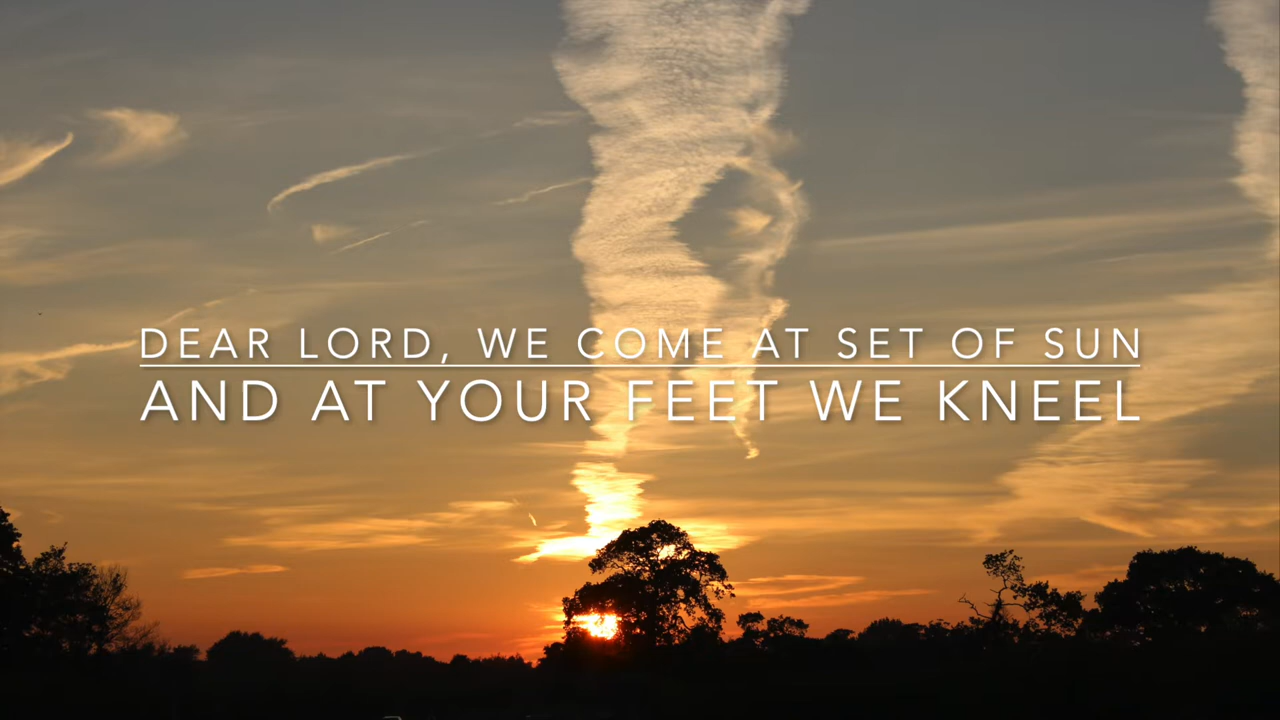 DEAR LORD, WE COME AT SET OF SUN
AND AT YOUR FEET WE KNEEL